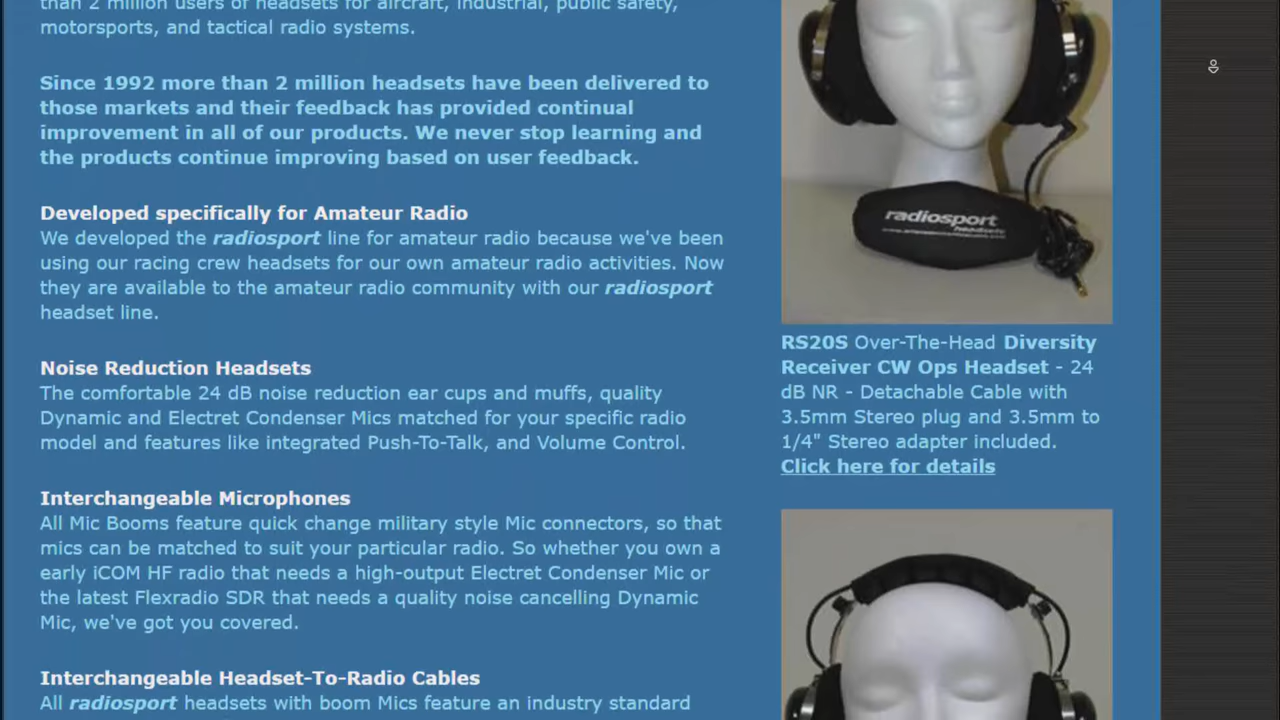 than 2 million users of headsets for aircraft, industrial, public safety,
motorsports, and tactical radio systems.
Since 1992 more than 2 million headsets have been delivered to
those markets and their feedback has provided continual
improvement in all of our products. We never stop learning and
the products continue improving based on user feedback.
Developed specifically for Amateur Radio
We developed the radiosport line for amateur radio because we've been
using our racing crew headsets for our own amateur radio activities. Now
they are available to the amateur radio community with our radiosport
headset line.
Noise Reduction Headsets
The comfortable 24 dB noise reduction ear cups and muffs, quality
Dynamic and Electret Condenser Mics matched for your specific radio
model and features like integrated Push-To-Talk, and Volume Control.
Interchangeable Microphones
All Mic Booms feature quick change military style Mic connectors, so that
mics can be matched to suit your particular radio. So whether you own a
early iCOM HF radio that needs a high-output Electret Condenser Mic or
the latest Flexradio SDR that needs a quality noise cancelling Dynamic
Mic, we've got you covered.
Interchangeable Headset-To-Radio Cables
All radiosport headsets with boom Mics feature an industry standard
radiosport
headsets
RS20S Over-The-Head Diversity
Receiver CW Ops Headset - 24
dB NR - Detachable Cable with
3.5mm Stereo plug and 3.5mm to
1/4" Stereo adapter included.
Click here for details